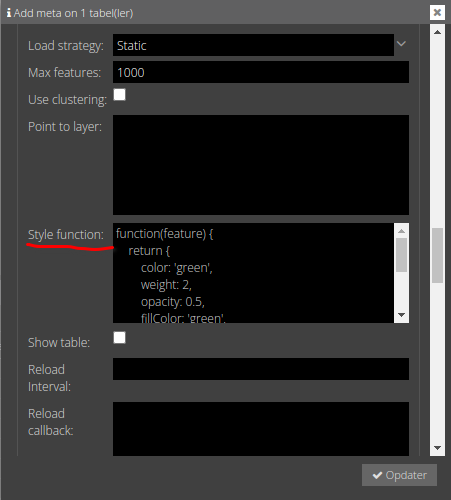 Add meta on 1 tabel(ler)
Load strategy: Static
Max features: 1000
Use clustering:
Point to layer:
Style function: function(feature) {
return {
color: 'green',
weight: 2,
opacity: 0.5,
fillColor: 'green',
Show table:
Reload
Interval:
Reload
callback:
Opdater